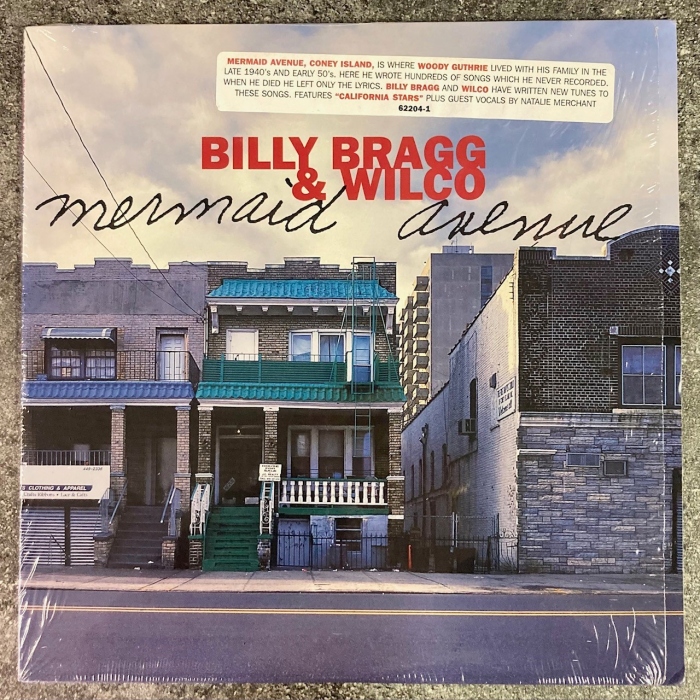 MERMAID AVENUE, CONEY ISLAND, IS WHERE WOODY GUTHRIE LIVED WITH HIS FAMILY IN THE
LATE 1940's AND EARLY 50's. HERE HE WROTE HUNDREDS OF SONGS WHICH HE NEVER RECORDED.
WHEN HE DIED HE LEFT ONLY THE LYRICS. BILLY BRAGG AND WILCO HAVE WRITTEN NEW TUNES TO
THESE SONGS. FEATURES "CALIFORNIA STARS" PLUS GUEST VOCALS BY NATALIE MERCHANT
62204-1
BILLY BRAGG
& WILCO
mermaid avenue
S CLOTHING & APPAREL